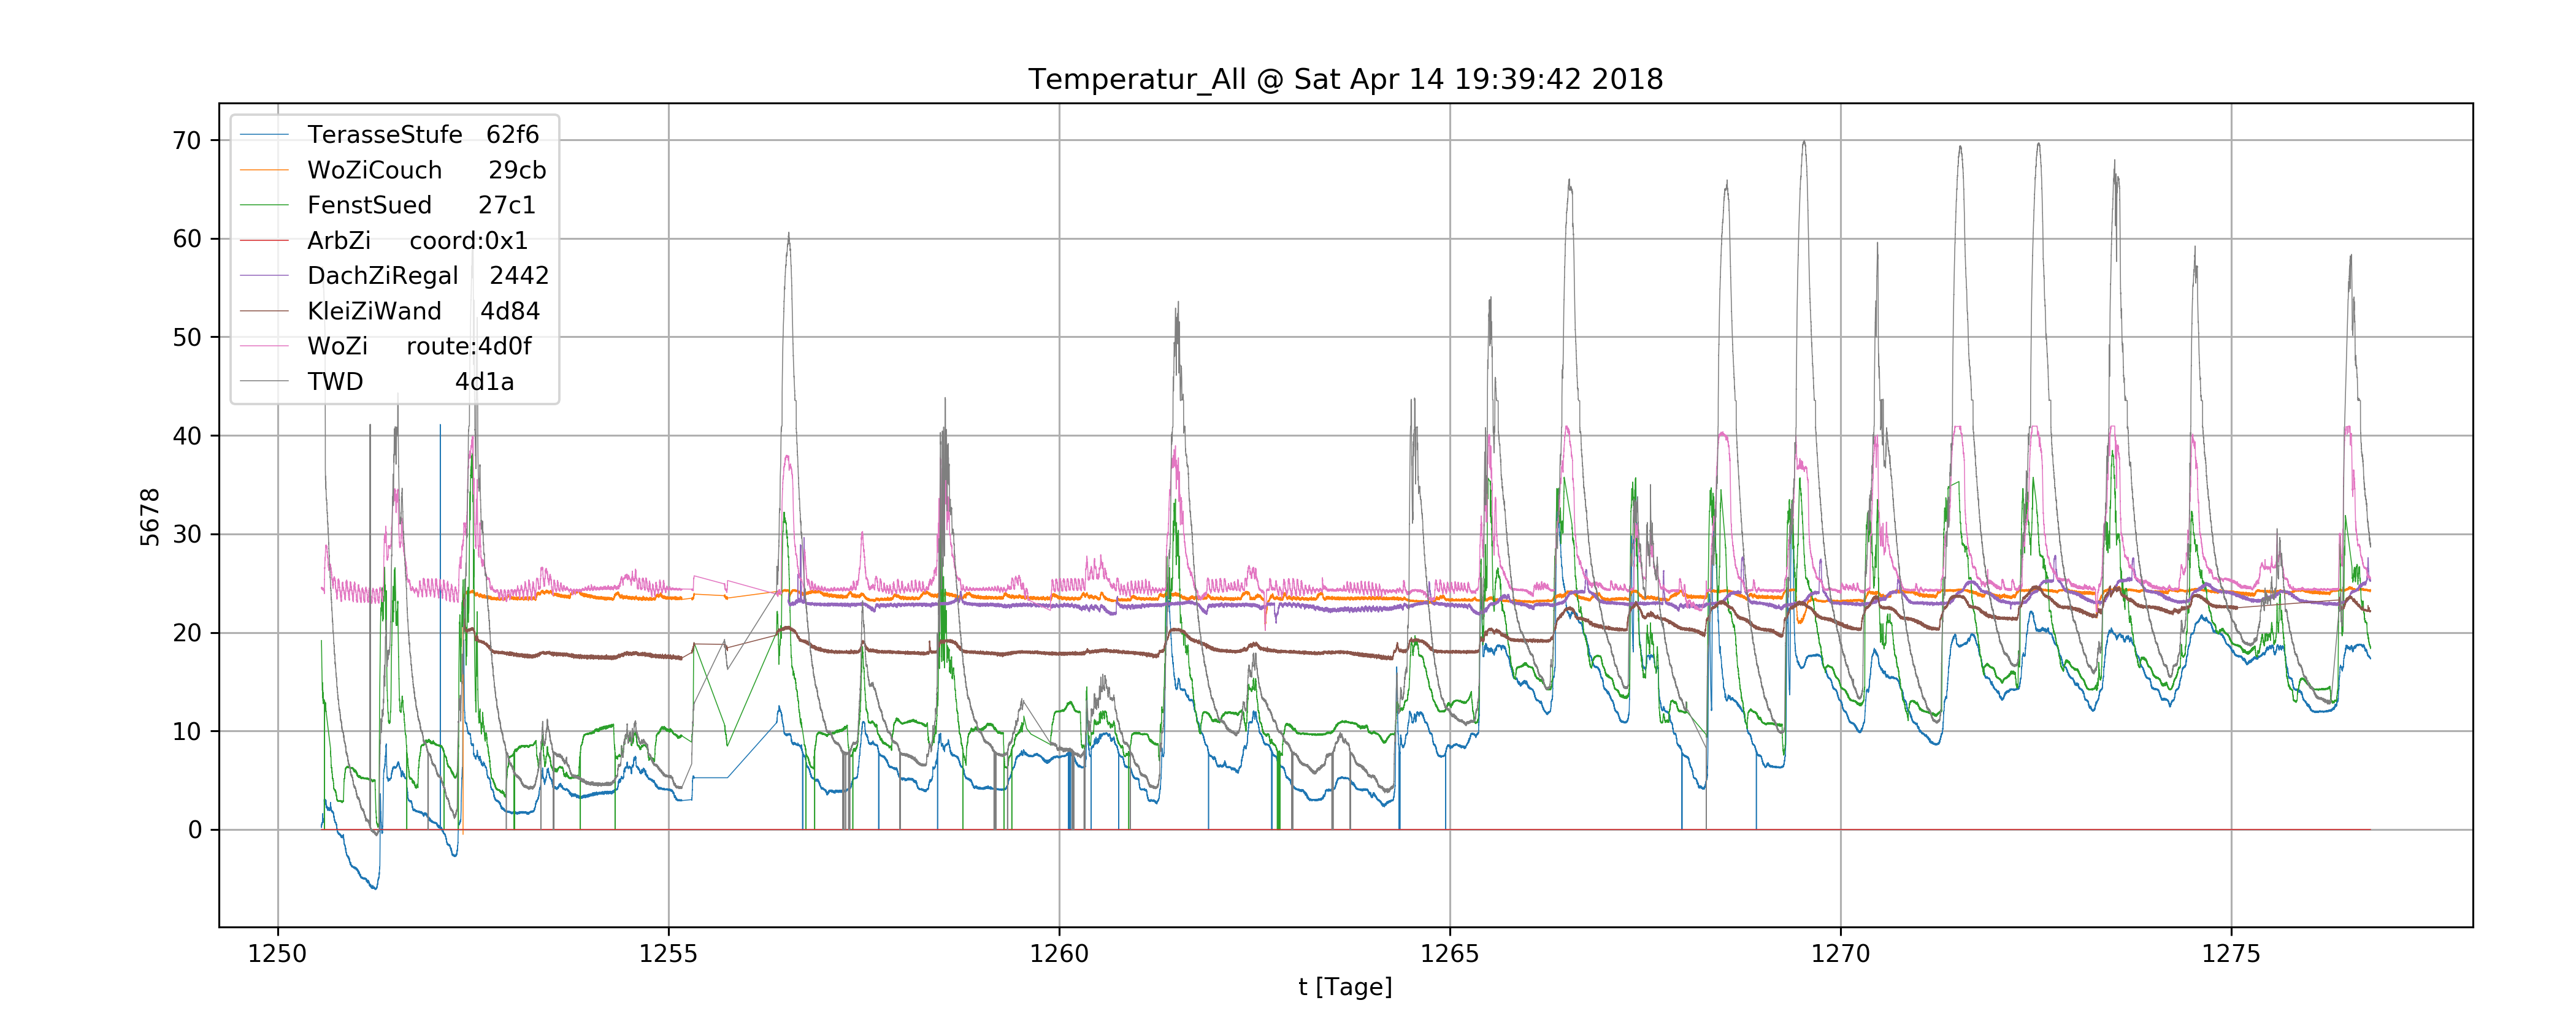 Temperatur_All @ Sat Apr 14 19:39:42 2018
70
60
50
40
30
20
10
0
5678
TerasseStufe 62f6
WoZiCouch 29cb
FenstSued 27c1
ArbZi coord:0x1
DachZiRegal 2442
KleiZiWand 4d84
WoZi route:4d0f
TWD 4d1a
1250 1255 1260 1265 1270 1275
t [Tage]